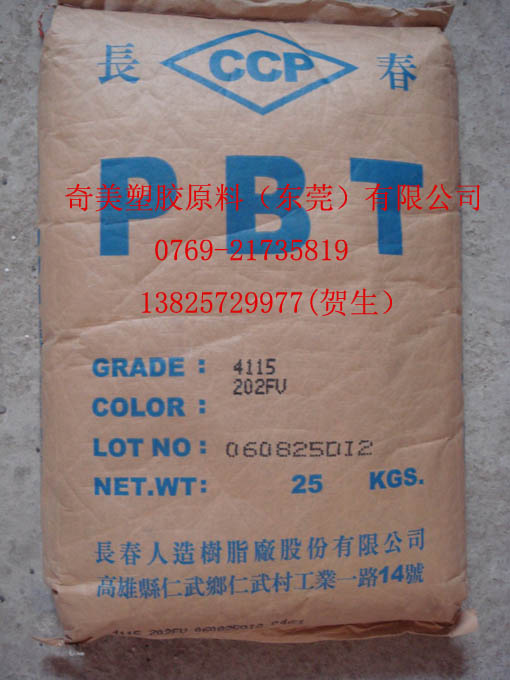 長 CCP 春
PBT
奇美塑胶原料（东莞）有限公司
0769-21735819
13825729977(贺生）
GRADE： 4115
202FV
COLOR：
LOT NO： 060825DI2
NET.WT： 25 KGS.
長春人造樹脂廠股份有限公司
高雄縣仁武鄉仁武村工業一路14號
4115 202FV 060825DI2